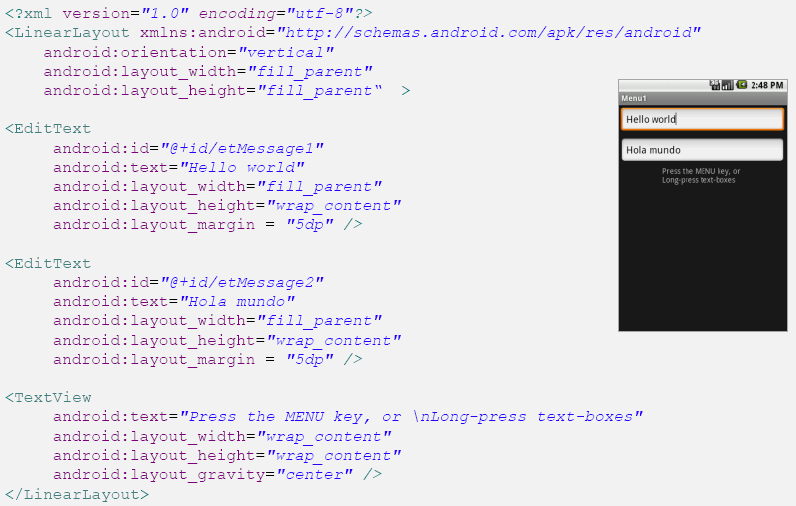 <?xml version="1.0" encoding="utf-8"?>
<LinearLayout xmlns:android="http://schemas.android.com/apk/res/android"
android:orientation="vertical"
android:layout_width="fill_parent"
android:layout_height="fill_parent“  >
<EditText
android:id="@+id/etMessage1"
android:text="Hello world"
android:layout_width="fill_parent"
android:layout_height="wrap_content"
android:layout_margin = "5dp" />
<EditText
android:id="@+id/etMessage2"
android:text="Hola mundo"
android:layout_width="fill_parent"
android:layout_height="wrap_content"
android:layout_margin = "5dp" />
<TextView
android:text="Press the MENU key, or \nLong-press text-boxes"
android:layout_width="wrap_content"
android:layout_height="wrap_content"
android:layout_gravity="center" />
</LinearLayout>
2:48 PM
Menu1
Hello world
Hola mundo
Press the MENU key, or
Long-press text-boxes